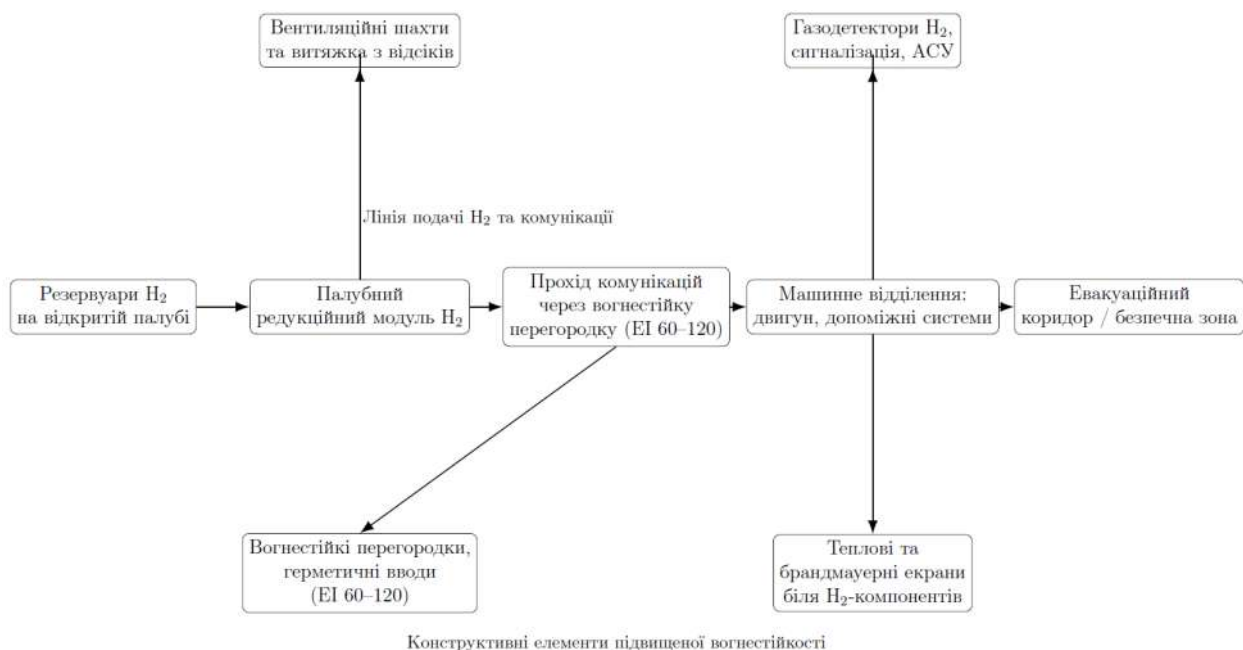 Вентиляційні шахти
та витяжка з відсіків
Газодетектори H₂,
сигналізація, АСУ
Лінія подачі H₂ та комунікації
Резервуари H₂
на відкритій палубі
Палубний
редукційний модуль H₂
Прохід комунікацій
через вогнестійку
перегородку (EI 60–120)
Машинне відділення:
двигун, допоміжні системи
Евакуаційний
коридор / безпечна зона
Вогнестійкі перегородки,
герметичні вводи
(EI 60–120)
Теплові та
брандмауерні екрани
біля H₂-компонентів
Конструктивні елементи підвищеної вогнестійкості